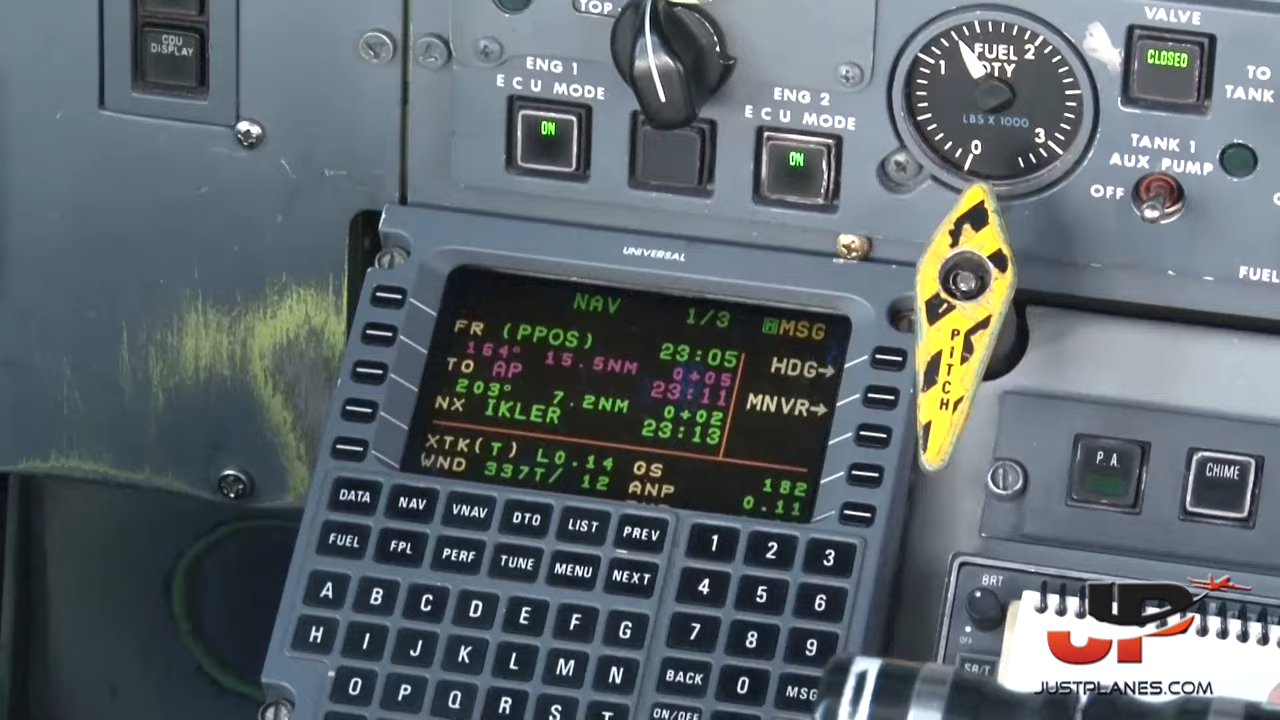 CDU
DISPLAY
TOP
ENG 1
E C U MODE
ON
ENG 2
E C U MODE
ON
FUEL 2
QTY
1
LBS X 1000
3
0
VALVE
CLOSED
TO
TANK
TANK 1
AUX PUMP
OFF
FUEL
UNIVERSAL
NAV 1/3 MSG
FR (PPOS) 23:05
164° 15.5NM 0+05
HDG→
TO AP 23:11
203° 7.2NM 0+02
MNVR→
NX IKLER 23:13
XTK(T) L0.14 GS 182
WND 337T/ 12 ANP 0.11
PITCH
P.A.
CHIME
DATA NAV VNAV DTO LIST PREV
FUEL FPL PERF TUNE MENU NEXT
1 2 3
4 5 6
A B C D E F G
7 8 9
H I J K L M N
BACK 0 MSG
O P Q R S T
ON/OFF
BRT
OFF
SB/T
JP
JUSTPLANES.COM